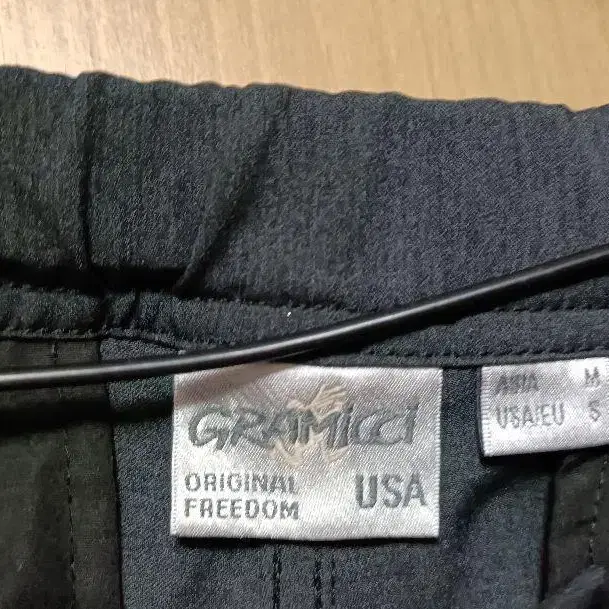 GRAMiCCi
ORIGINAL
FREEDOM
USA
ASIA M
USA/EU S